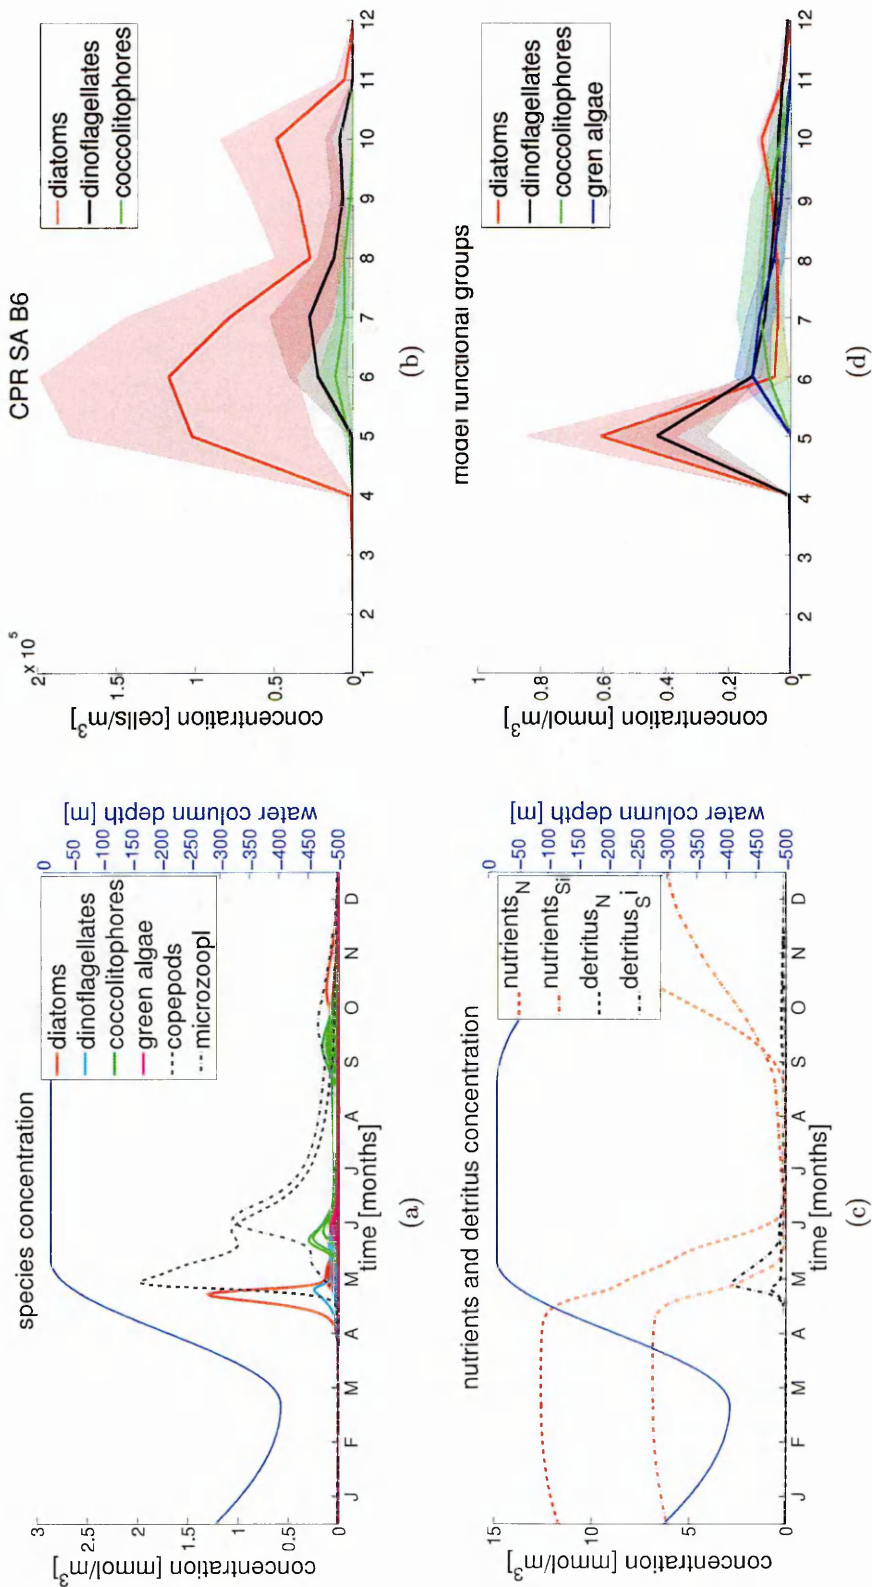 species concentration
concentration [mmol/m3]
3
2.5
2
1.5
1
0.5
0
J F M A M J J A S O N D
time [months]
0
−50
−100
−150
−200
−250
−300
−350
−400
−450
−500
water column depth [m]
diatoms
dinoflagellates
coccolitophores
green algae
copepods
microzoopl
(a)
CPR SA B6
x 10 5
concentration [cells/m3]
2
1.5
1
0.5
0
1 2 3 4 5 6 7 8 9 10 11 12
diatoms
dinoflagellates
coccolitophores
(b)
nutrients and detritus concentration
concentration [mmol/m3]
15
10
5
0
J F M A M J J A S O N D
time [months]
0
−50
−100
−150
−200
−250
−300
−350
−400
−450
−500
water column depth [m]
nutrientsN
nutrientsSi
detritusN
detritusSi
(c)
model functional groups
concentration [mmol/m3]
1
0.8
0.6
0.4
0.2
0
1 2 3 4 5 6 7 8 9 10 11 12
diatoms
dinoflagellates
coccolitophores
gren algae
(d)